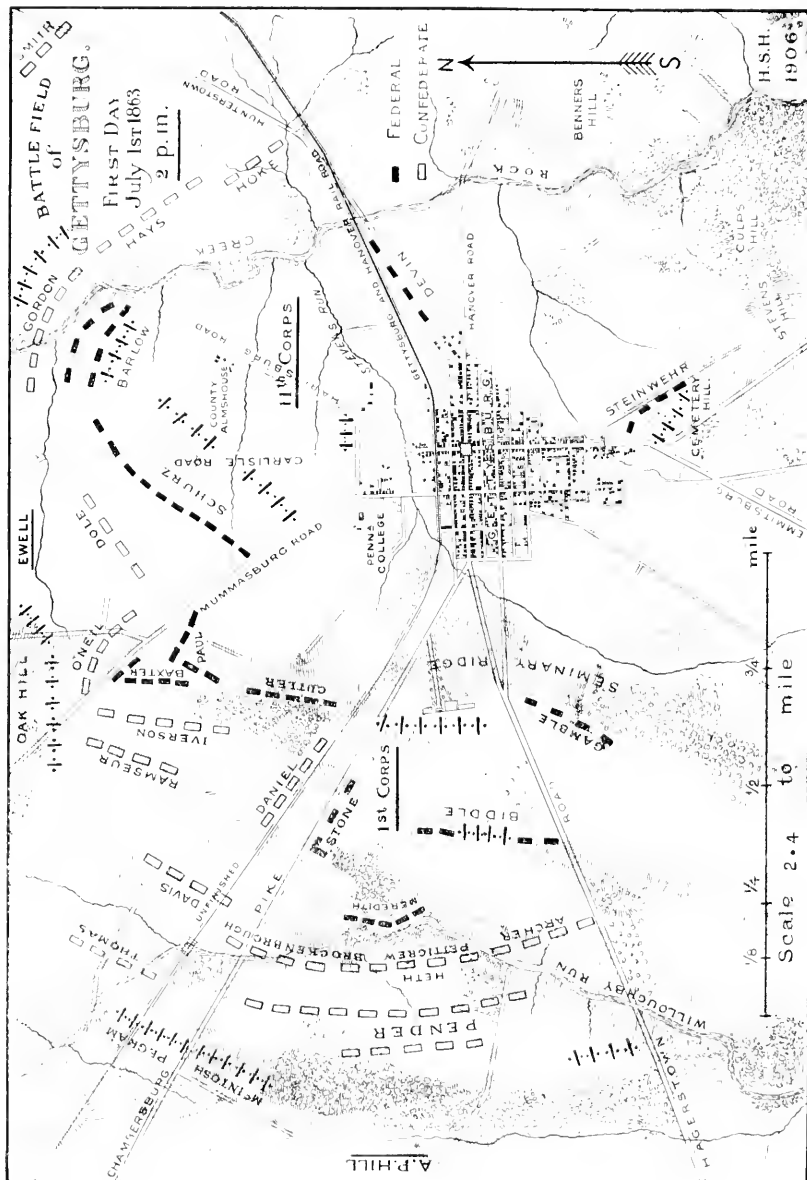 BATTLE FIELD
of
GETTYSBURG.
FIRST DAY
July 1st 1863
2 p.m.
SMITH
HUNTERSTOWN
ROAD
N
S
FEDERAL
CONFEDERATE
H.S.H.
1906
BENNERS
HILL
ROCK
CREEK
GORDON
HAYS
HOKE
GETTYSBURG AND HANOVER RAIL ROAD
DEVIN
HANOVER ROAD
CULPS
HILL
STEVENS
HILL
BARLOW
COUNTY
ALMSHOUSE
11th CORPS
ROAD
STEVENS RUN
STEINWEHR
CEMETERY
HILL.
EMMITSBURG
ROAD
GETTYSBURG
EWELL
DOLE
SCHURZ
CARLISLE ROAD
PENNA
COLLEGE
MUMMASBURG ROAD
OAK HILL
O'NEIL
BAXTER
PAUL
CUTLER
IVERSON
RAMSEUR
DANIEL
SEMINARY RIDGE
GAMBLE
1st CORPS
BIDDLE
STONE
PIKE
UNFINISHED
DAVIS
THOMAS
MEREDITH
BROCKENBROUGH
PETTIGREW
HETH
ARCHER
PENDER
WILLOUGHBY RUN
PEGRAM
McINTOSH
CHAMBERSBURG
HAGERSTOWN
ROAD
A.P. HILL
1/8
1/4
1/2
3/4
mile
Scale 2.4 to mile